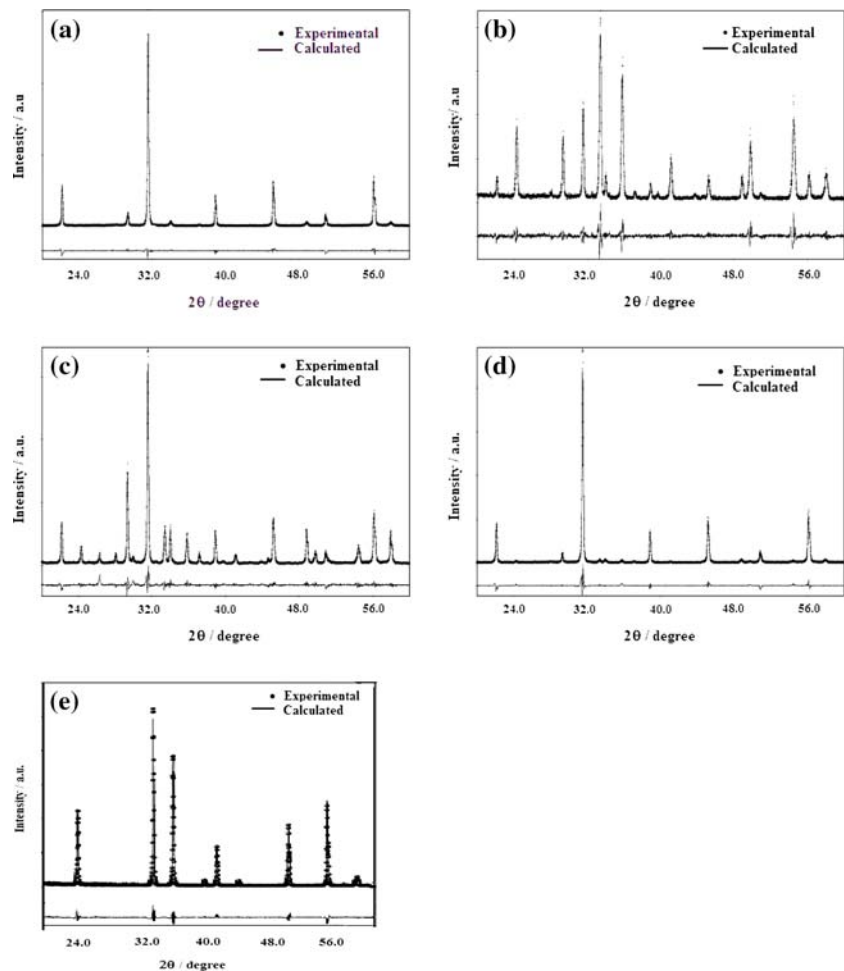 (a)
• Experimental
— Calculated
Intensity / a.u
24.0 32.0 40.0 48.0 56.0
2θ / degree
(b)
• Experimental
— Calculated
Intensity / a.u
24.0 32.0 40.0 48.0 56.0
2θ / degree
(c)
• Experimental
— Calculated
Intensity / a.u.
24.0 32.0 40.0 48.0 56.0
2θ / degree
(d)
• Experimental
— Calculated
Intensity / a.u.
24.0 32.0 40.0 48.0 56.0
2θ / degree
(e)
• Experimental
— Calculated
Intensity / a.u.
24.0 32.0 40.0 48.0 56.0
2θ / degree